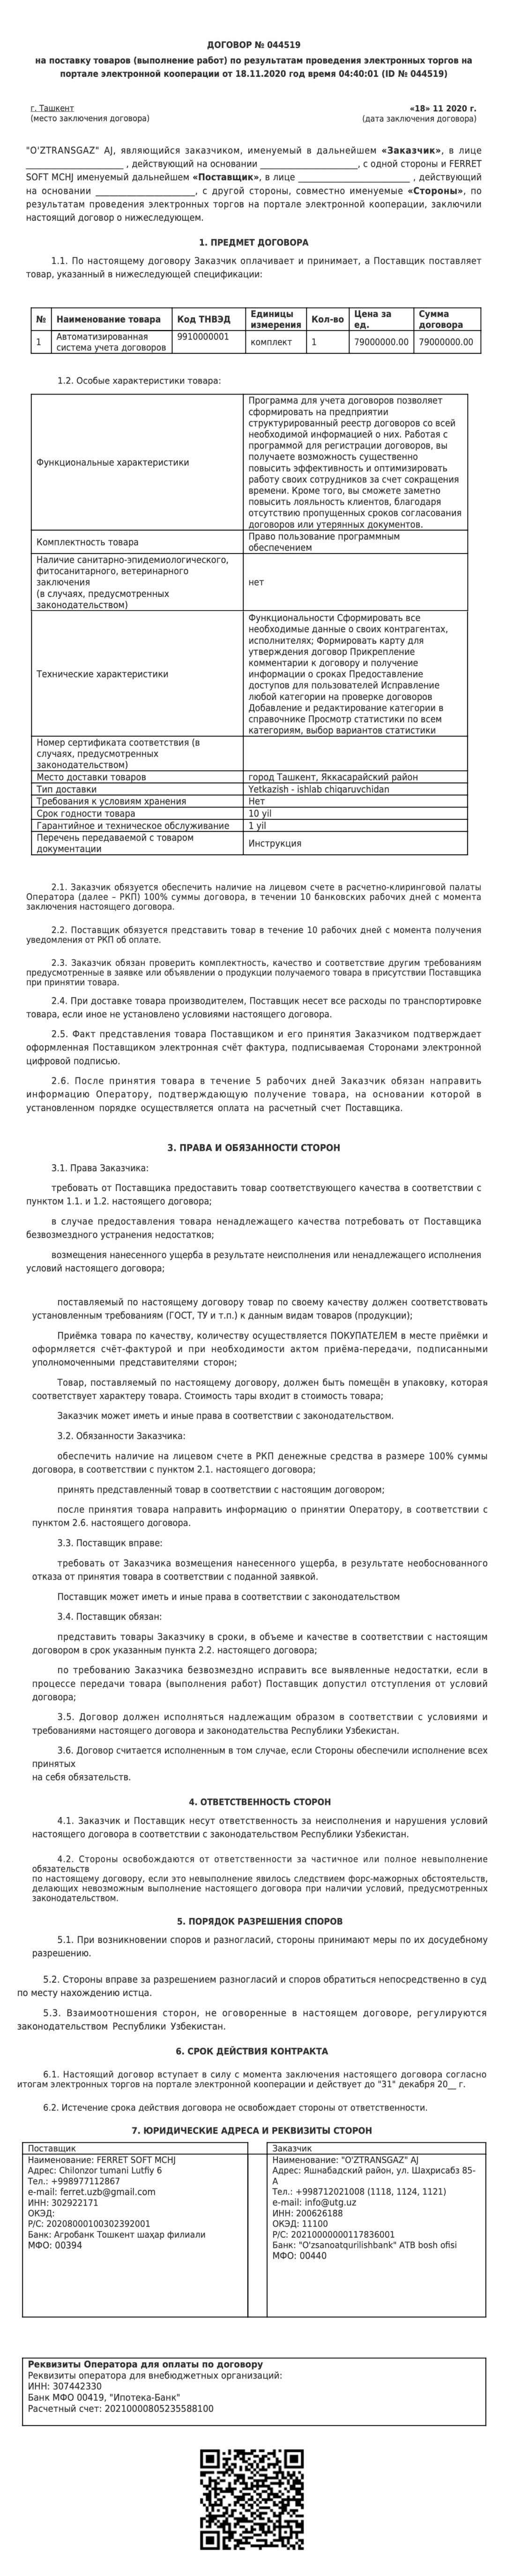 ДОГОВОР № 044519
на поставку товаров (выполнение работ) по результатам проведения электронных торгов на
портале электронной кооперации от 18.11.2020 год время 04:40:01 (ID № 044519)
г. Ташкент
(место заключения договора)
«18» 11 2020 г.
(дата заключения договора)
"O'ZTRANSGAZ" AJ, являющийся заказчиком, именуемый в дальнейшем «Заказчик», в лице
______________________ , действующий на основании ______________________, с одной стороны и FERRET
SOFT MCHJ именуемый дальнейшем «Поставщик», в лице _________________________ , действующий
на основании ______________________, с другой стороны, совместно именуемые «Стороны», по
результатам проведения электронных торгов на портале электронной кооперации, заключили
настоящий договор о нижеследующем.
1. ПРЕДМЕТ ДОГОВОРА
1.1. По настоящему договору Заказчик оплачивает и принимает, а Поставщик поставляет
товар, указанный в нижеследующей спецификации:
№ Наименование товара Код ТНВЭД Единицы измерения Кол-во Цена за ед. Сумма договора
1 Автоматизированная система учета договоров 9910000001 комплект 1 79000000.00 79000000.00
1.2. Особые характеристики товара:
Функциональные характеристики
Программа для учета договоров позволяет
сформировать на предприятии
структурированный реестр договоров со всей
необходимой информацией о них. Работая с
программой для регистрации договоров, вы
получаете возможность существенно
повысить эффективность и оптимизировать
работу своих сотрудников за счет сокращения
времени. Кроме того, вы сможете заметно
повысить лояльность клиентов, благодаря
отсутствию пропущенных сроков согласования
договоров или утерянных документов.
Комплектность товара
Право пользование программным
обеспечением
Наличие санитарно-эпидемиологического,
фитосанитарного, ветеринарного
заключения
(в случаях, предусмотренных
законодательством)
нет
Технические характеристики
Функциональности Сформировать все
необходимые данные о своих контрагентах,
исполнителях; Формировать карту для
утверждения договор Прикрепление
комментарии к договору и получение
информации о сроках Предоставление
доступов для пользователей Исправление
любой категории на проверке договоров
Добавление и редактирование категории в
справочнике Просмотр статистики по всем
категориям, выбор вариантов статистики
Номер сертификата соответствия (в
случаях, предусмотренных
законодательством)
Место доставки товаров город Ташкент, Яккасарайский район
Тип доставки Yetkazish - ishlab chiqaruvchidan
Требования к условиям хранения Нет
Срок годности товара 10 yil
Гарантийное и техническое обслуживание 1 yil
Перечень передаваемой с товаром
документации
Инструкция
2.1. Заказчик обязуется обеспечить наличие на лицевом счете в расчетно-клиринговой палаты
Оператора (далее – РКП) 100% суммы договора, в течении 10 банковских рабочих дней с момента
заключения настоящего договора.
2.2. Поставщик обязуется представить товар в течение 10 рабочих дней с момента получения
уведомления от РКП об оплате.
2.3. Заказчик обязан проверить комплектность, качество и соответствие другим требованиям
предусмотренные в заявке или объявлении о продукции получаемого товара в присутствии Поставщика
при принятии товара.
2.4. При доставке товара производителем, Поставщик несет все расходы по транспортировке
товара, если иное не установлено условиями настоящего договора.
2.5. Факт представления товара Поставщиком и его принятия Заказчиком подтверждает
оформленная Поставщиком электронная счёт фактура, подписываемая Сторонами электронной
цифровой подписью.
2.6. После принятия товара в течение 5 рабочих дней Заказчик обязан направить
информацию Оператору, подтверждающую получение товара, на основании которой в
установленном порядке осуществляется оплата на расчетный счет Поставщика.
3. ПРАВА И ОБЯЗАННОСТИ СТОРОН
3.1. Права Заказчика:
требовать от Поставщика предоставить товар соответствующего качества в соответствии с
пунктом 1.1. и 1.2. настоящего договора;
в случае предоставления товара ненадлежащего качества потребовать от Поставщика
безвозмездного устранения недостатков;
возмещения нанесенного ущерба в результате неисполнения или ненадлежащего исполнения
условий настоящего договора;
поставляемый по настоящему договору товар по своему качеству должен соответствовать
установленным требованиям (ГОСТ, ТУ и т.п.) к данным видам товаров (продукции);
Приёмка товара по качеству, количеству осуществляется ПОКУПАТЕЛЕМ в месте приёмки и
оформляется счёт-фактурой и при необходимости актом приёма-передачи, подписанными
уполномоченными представителями сторон;
Товар, поставляемый по настоящему договору, должен быть помещён в упаковку, которая
соответствует характеру товара. Стоимость тары входит в стоимость товара;
Заказчик может иметь и иные права в соответствии с законодательством.
3.2. Обязанности Заказчика:
обеспечить наличие на лицевом счете в РКП денежные средства в размере 100% суммы
договора, в соответствии с пунктом 2.1. настоящего договора;
принять представленный товар в соответствии с настоящим договором;
после принятия товара направить информацию о принятии Оператору, в соответствии с
пунктом 2.6. настоящего договора.
3.3. Поставщик вправе:
требовать от Заказчика возмещения нанесенного ущерба, в результате необоснованного
отказа от принятия товара в соответствии с поданной заявкой.
Поставщик может иметь и иные права в соответствии с законодательством
3.4. Поставщик обязан:
представить товары Заказчику в сроки, в объеме и качестве в соответствии с настоящим
договором в срок указанным пункта 2.2. настоящего договора;
по требованию Заказчика безвозмездно исправить все выявленные недостатки, если в
процессе передачи товара (выполнения работ) Поставщик допустил отступления от условий
договора;
3.5. Договор должен исполняться надлежащим образом в соответствии с условиями и
требованиями настоящего договора и законодательства Республики Узбекистан.
3.6. Договор считается исполненным в том случае, если Стороны обеспечили исполнение всех
принятых
на себя обязательств.
4. ОТВЕТСТВЕННОСТЬ СТОРОН
4.1. Заказчик и Поставщик несут ответственность за неисполнения и нарушения условий
настоящего договора в соответствии с законодательством Республики Узбекистан.
4.2. Стороны освобождаются от ответственности за частичное или полное невыполнение
обязательств
по настоящему договору, если это невыполнение явилось следствием форс-мажорных обстоятельств,
делающих невозможным выполнение настоящего договора при наличии условий, предусмотренных
законодательством.
5. ПОРЯДОК РАЗРЕШЕНИЯ СПОРОВ
5.1. При возникновении споров и разногласий, стороны принимают меры по их досудебному
разрешению.
5.2. Стороны вправе за разрешением разногласий и споров обратиться непосредственно в суд
по месту нахождению истца.
5.3. Взаимоотношения сторон, не оговоренные в настоящем договоре, регулируются
законодательством Республики Узбекистан.
6. СРОК ДЕЙСТВИЯ КОНТРАКТА
6.1. Настоящий договор вступает в силу с момента заключения настоящего договора согласно
итогам электронных торгов на портале электронной кооперации и действует до "31" декабря 20__ г.
6.2. Истечение срока действия договора не освобождает стороны от ответственности.
7. ЮРИДИЧЕСКИЕ АДРЕСА И РЕКВИЗИТЫ СТОРОН
Поставщик
Наименование: FERRET SOFT MCHJ
Адрес: Chilonzor tumani Lutfiy 6
Тел.: +998977112867
e-mail: ferret.uzb@gmail.com
ИНН: 302922171
ОКЭД:
Р/С: 20208000100302392001
Банк: Агробанк Тошкент шаҳар филиали
МФО: 00394
Заказчик
Наименование: "O'ZTRANSGAZ" AJ
Адрес: Яшнабадский район, ул. Шаҳрисабз 85-
А
Тел.: +998712021008 (1118, 1124, 1121)
e-mail: info@utg.uz
ИНН: 200626188
ОКЭД: 11100
Р/С: 20210000000117836001
Банк: "O'zsanoatqurilishbank" ATB bosh ofisi
МФО: 00440
Реквизиты Оператора для оплаты по договору
Реквизиты оператора для внебюджетных организаций:
ИНН: 307442330
Банк МФО 00419, "Ипотека-Банк"
Расчетный счет: 20210000805235588100